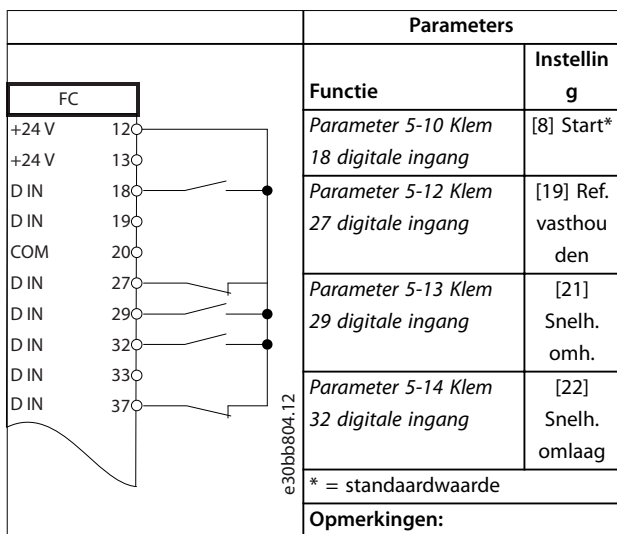 Parameters
Functie
Instellin
g
FC
+24 V 12
+24 V 13
D IN 18
D IN 19
COM 20
D IN 27
D IN 29
D IN 32
D IN 33
D IN 37
e30bb804.12
Parameter 5-10 Klem
18 digitale ingang
[8] Start*
Parameter 5-12 Klem
27 digitale ingang
[19] Ref.
vasthou
den
Parameter 5-13 Klem
29 digitale ingang
[21]
Snelh.
omh.
Parameter 5-14 Klem
32 digitale ingang
[22]
Snelh.
omlaag
* = standaardwaarde
Opmerkingen: